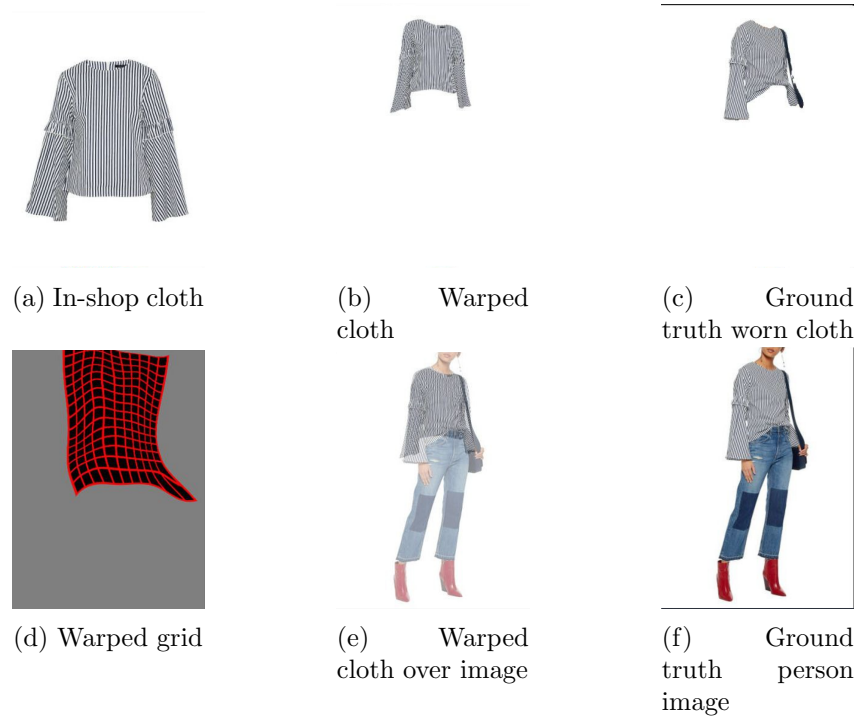 (a) In-shop cloth
(b) Warped
cloth
(c) Ground
truth worn cloth
(d) Warped grid
(e) Warped
cloth over image
(f) Ground
truth person
image